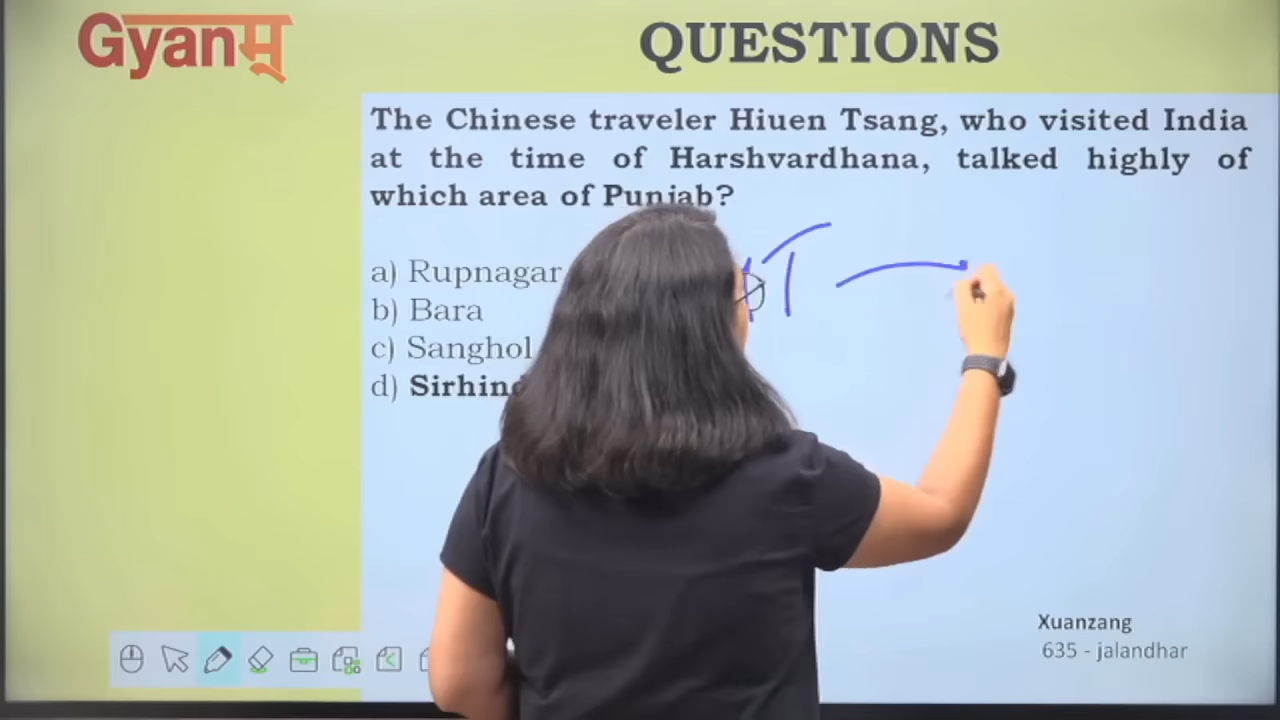 Gyanम्
QUESTIONS
The Chinese traveler Hiuen Tsang, who visited India
at the time of Harshvardhana, talked highly of
which area of Punjab?
a) Rupnagar
b) Bara
c) Sanghol
d) Sirhind
T
Xuanzang
635 - jalandhar